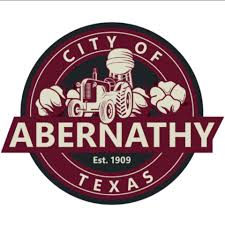 CITY OF
ABERNATHY
Est. 1909
TEXAS